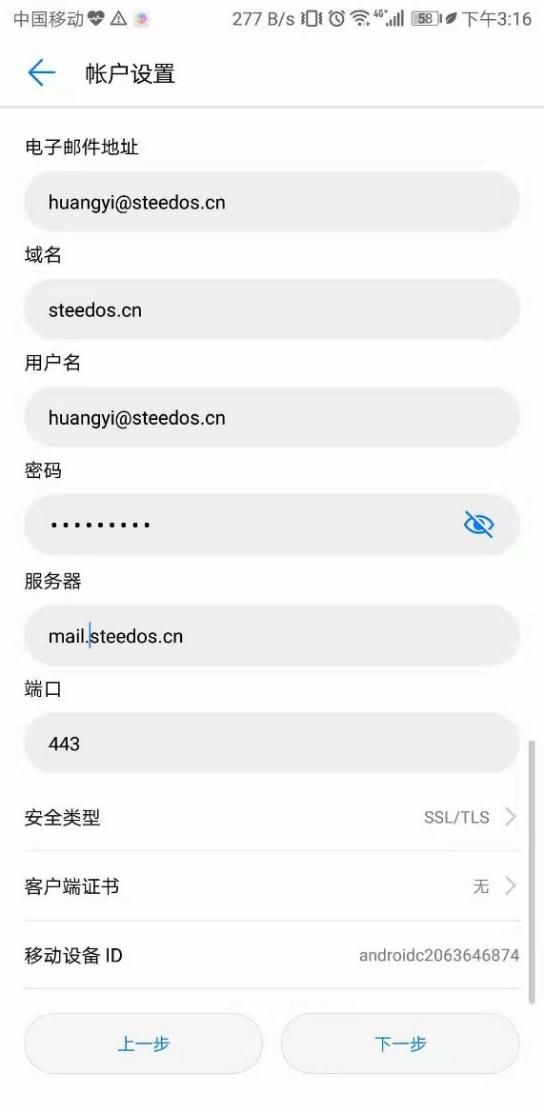 中国移动 277 B/s 4G+ 58 下午3:16
帐户设置
电子邮件地址
huangyi@steedos.cn
域名
steedos.cn
用户名
huangyi@steedos.cn
密码
•••••••••
服务器
mail.steedos.cn
端口
443
安全类型 SSL/TLS
客户端证书 无
移动设备 ID androidc2063646874
上一步 下一步